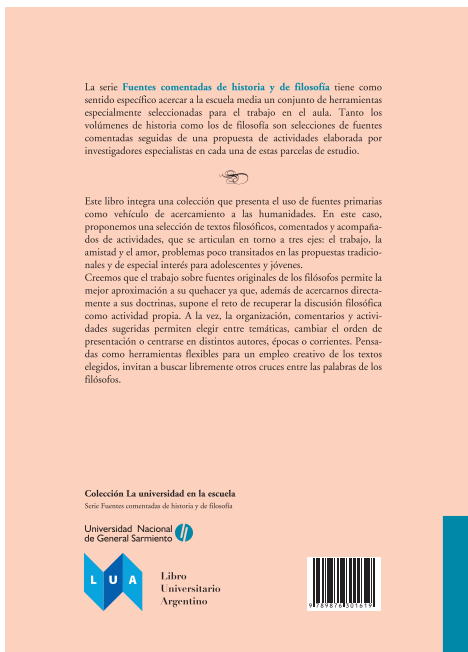 La serie Fuentes comentadas de historia y de filosofía tiene como
sentido específico acercar a la escuela media un conjunto de herramientas
especialmente seleccionadas para el trabajo en el aula. Tanto los
volúmenes de historia como los de filosofía son selecciones de fuentes
comentadas seguidas de una propuesta de actividades elaborada por
investigadores especialistas en cada una de estas parcelas de estudio.
Este libro integra una colección que presenta el uso de fuentes primarias
como vehículo de acercamiento a las humanidades. En este caso,
proponemos una selección de textos filosóficos, comentados y acompaña-
dos de actividades, que se articulan en torno a tres ejes: el trabajo, la
amistad y el amor, problemas poco transitados en las propuestas tradicio-
nales y de especial interés para adolescentes y jóvenes.
Creemos que el trabajo sobre fuentes originales de los filósofos permite la
mejor aproximación a su quehacer ya que, además de acercarnos directa-
mente a sus doctrinas, supone el reto de recuperar la discusión filosófica
como actividad propia. A la vez, la organización, comentarios y activi-
dades sugeridas permiten elegir entre temáticas, cambiar el orden de
presentación o centrarse en distintos autores, épocas o corrientes. Pensa-
das como herramientas flexibles para un empleo creativo de los textos
elegidos, invitan a buscar libremente otros cruces entre las palabras de los
filósofos.
Colección La universidad en la escuela
Serie Fuentes comentadas de historia y de filosofía
Universidad Nacional
de General Sarmiento
LUA
Libro
Universitario
Argentino
9 789876 301619